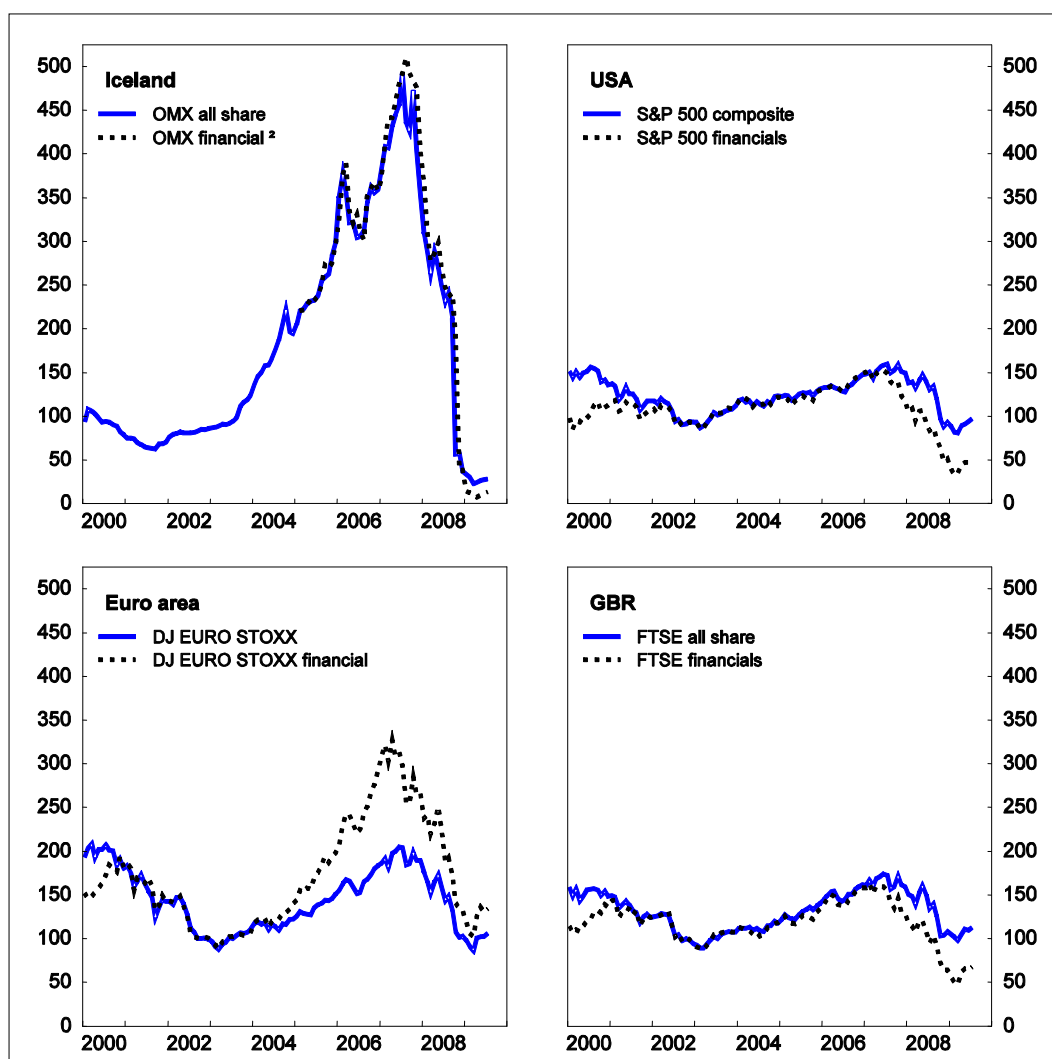 Iceland
OMX all share
OMX financial ²
500
450
400
350
300
250
200
150
100
50
0
2000 2002 2004 2006 2008
USA
S&P 500 composite
S&P 500 financials
500
450
400
350
300
250
200
150
100
50
0
2000 2002 2004 2006 2008
Euro area
DJ EURO STOXX
DJ EURO STOXX financial
500
450
400
350
300
250
200
150
100
50
0
2000 2002 2004 2006 2008
GBR
FTSE all share
FTSE financials
500
450
400
350
300
250
200
150
100
50
0
2000 2002 2004 2006 2008